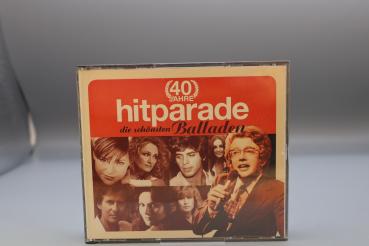 40
JAHRE
hitparade
die schönsten Balladen